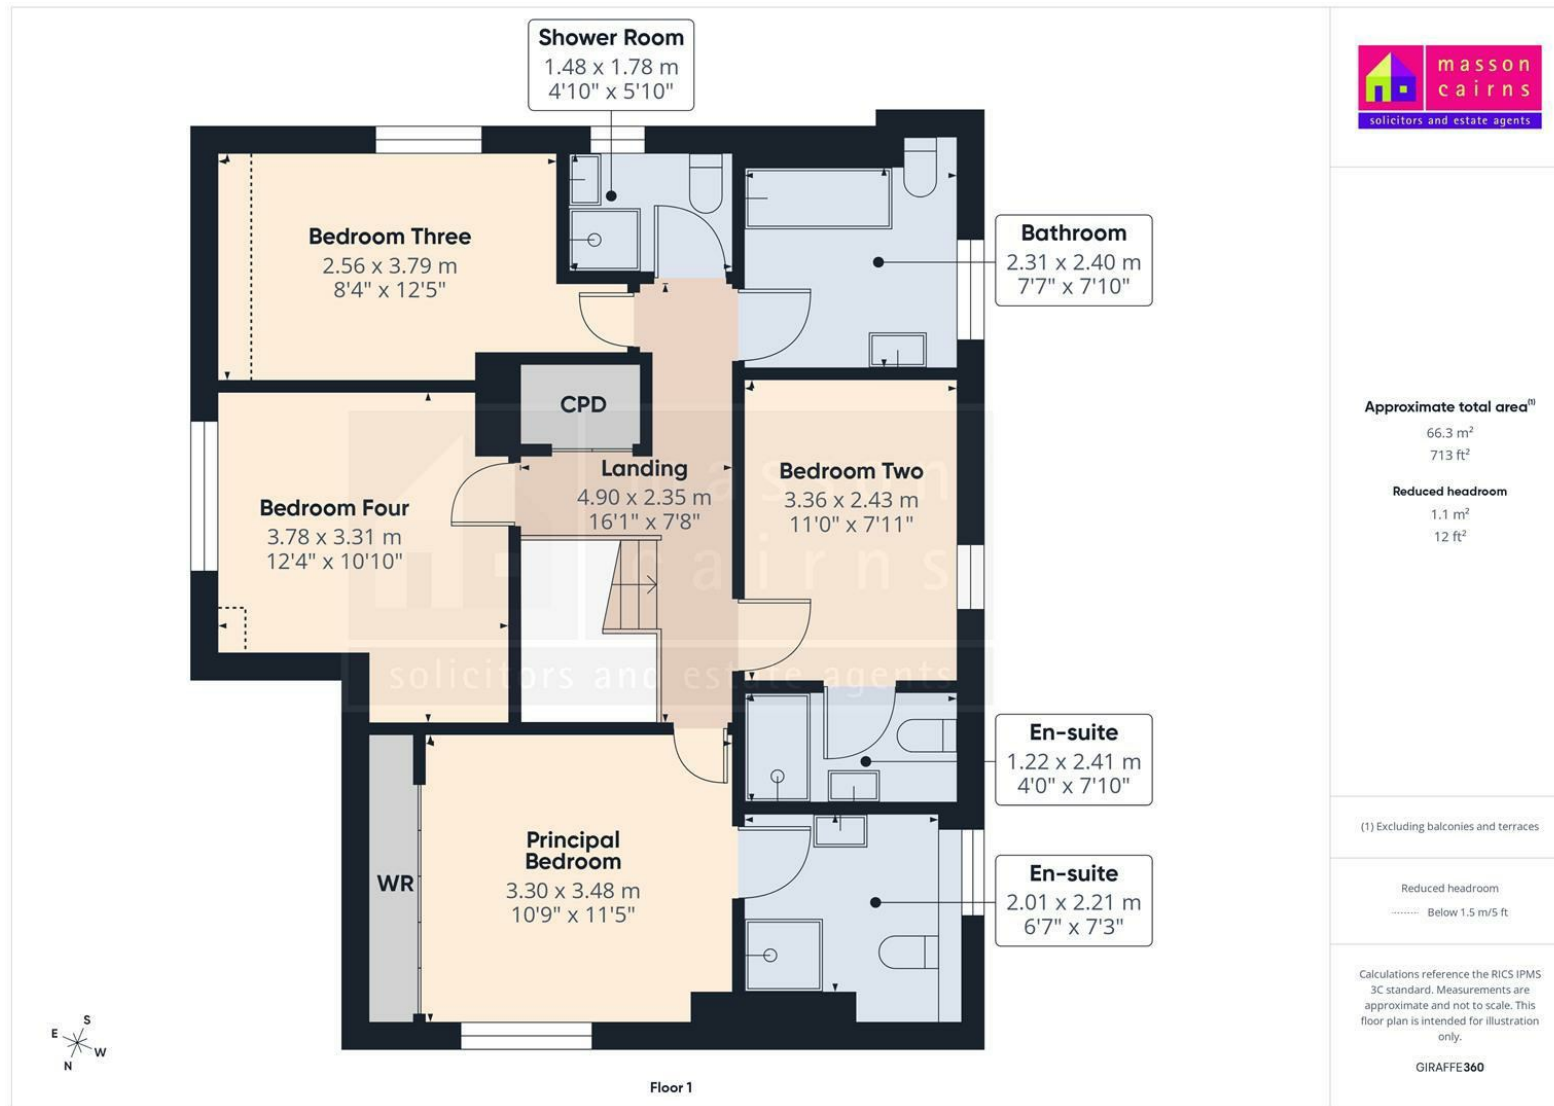 Shower Room
1.48 x 1.78 m
4'10" x 5'10"
masson
cairns
solicitors and estate agents
Bedroom Three
2.56 x 3.79 m
8'4" x 12'5"
Bathroom
2.31 x 2.40 m
7'7" x 7'10"
CPD
Landing
4.90 x 2.35 m
16'1" x 7'8"
Bedroom Two
3.36 x 2.43 m
11'0" x 7'11"
Bedroom Four
3.78 x 3.31 m
12'4" x 10'10"
masson
cairns
solicitors and estate agents
En-suite
1.22 x 2.41 m
4'0" x 7'10"
Principal
Bedroom
3.30 x 3.48 m
10'9" x 11'5"
WR
En-suite
2.01 x 2.21 m
6'7" x 7'3"
S
E
W
N
Floor 1
Approximate total area(1)
66.3 m²
713 ft²
Reduced headroom
1.1 m²
12 ft²
(1) Excluding balconies and terraces
Reduced headroom
Below 1.5 m/5 ft
Calculations reference the RICS IPMS
3C standard. Measurements are
approximate and not to scale. This
floor plan is intended for illustration
only.
GIRAFFE360